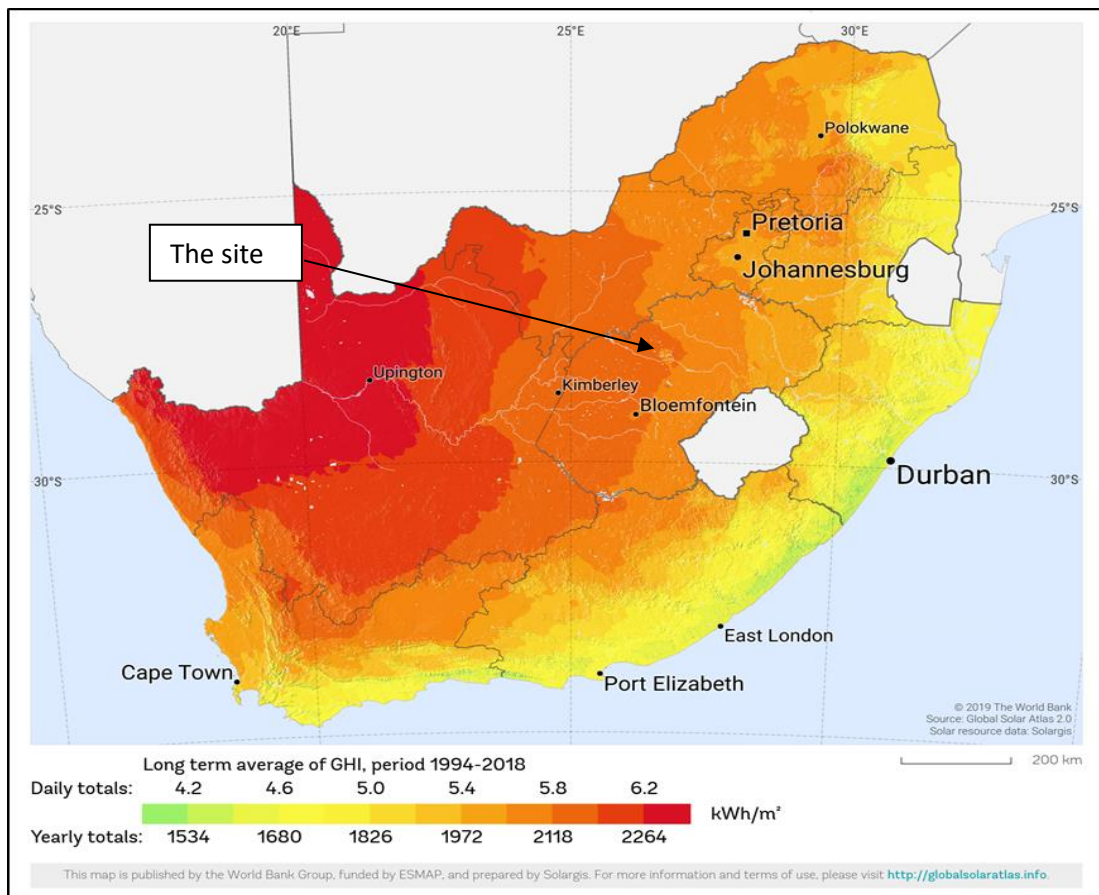 20°E 25°E 30°E
Polokwane
25°S 25°S
Pretoria
The site
Johannesburg
Upington
Kimberley
Bloemfontein
Durban
30°S 30°S
East London
Cape Town
Port Elizabeth
© 2019 The World Bank
Source: Global Solar Atlas 2.0
Solar resource data: Solargis
200 km
Long term average of GHI, period 1994-2018
Daily totals: 4.2 4.6 5.0 5.4 5.8 6.2
kWh/m²
Yearly totals: 1534 1680 1826 1972 2118 2264
This map is published by the World Bank Group, funded by ESMAP, and prepared by Solargis. For more information and terms of use, please visit http://globalsolaratlas.info.